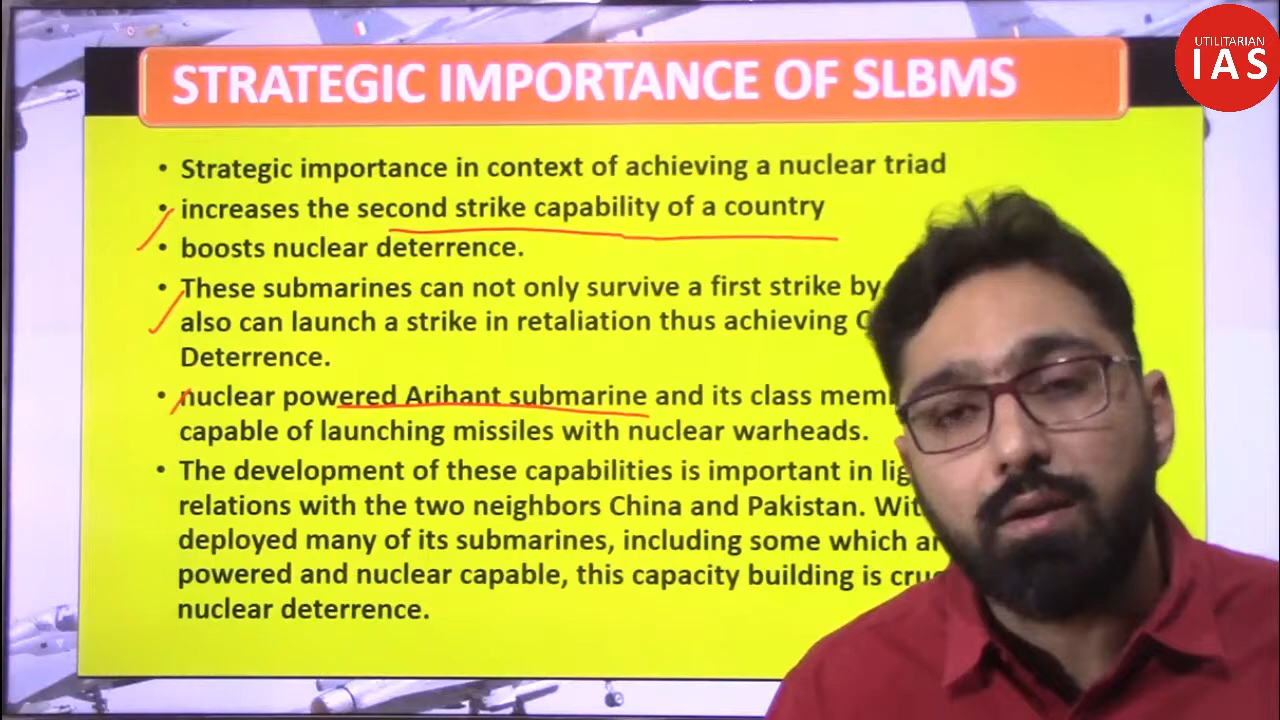 UTILITARIAN
IAS
STRATEGIC IMPORTANCE OF SLBMS
• Strategic importance in context of achieving a nuclear triad
• increases the second strike capability of a country
• boosts nuclear deterrence.
• These submarines can not only survive a first strike by
also can launch a strike in retaliation thus achieving
Deterrence.
• nuclear powered Arihant submarine and its class
capable of launching missiles with nuclear warheads.
• The development of these capabilities is important in
relations with the two neighbors China and Pakistan.
deployed many of its submarines, including some which
powered and nuclear capable, this capacity building is
nuclear deterrence.